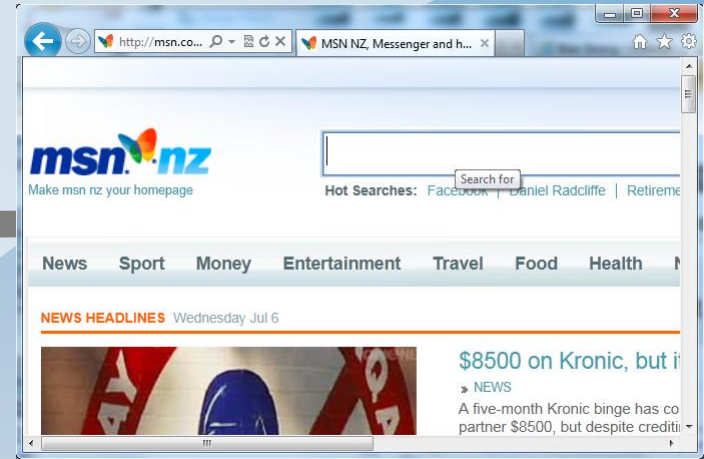 http://msn.co...
MSN NZ, Messenger and h...
msn nz
Make msn nz your homepage
Search for
Hot Searches: Facebook | Daniel Radcliffe | Retireme
News Sport Money Entertainment Travel Food Health
NEWS HEADLINES Wednesday Jul 6
$8500 on Kronic, but it
» NEWS
A five-month Kronic binge has co
partner $8500, but despite crediti